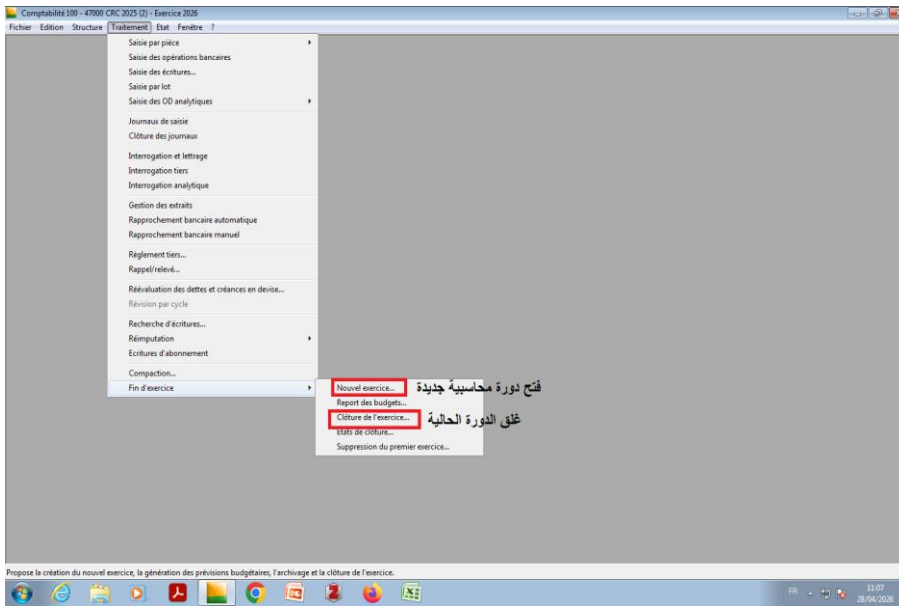 Comptabilité 100 - 47000 CRC 2025 (2) - Exercice 2026
Fichier Edition Structure Traitement Etat Fenêtre ?
Saisie par pièce
Saisie des opérations bancaires
Saisie des écritures...
Saisie par lot
Saisie des OD analytiques
Journaux de saisie
Clôture des journaux
Interrogation et lettrage
Interrogation tiers
Interrogation analytique
Gestion des extraits
Rapprochement bancaire automatique
Rapprochement bancaire manuel
Règlement tiers...
Rappel/relevé...
Réévaluation des dettes et créances en devise...
Révision par cycle
Recherche d'écritures...
Réimputation
Ecritures d'abonnement
Compaction...
Fin d'exercice
Nouvel exercice... فتح دورة محاسبية جديدة
Report des budgets...
Clôture de l'exercice... غلق الدورة الحالية
Etats de clôture...
Suppression du premier exercice...
Propose la création du nouvel exercice, la génération des prévisions budgétaires, l'archivage et la clôture de l'exercice.
FR 11:07
28/04/2026